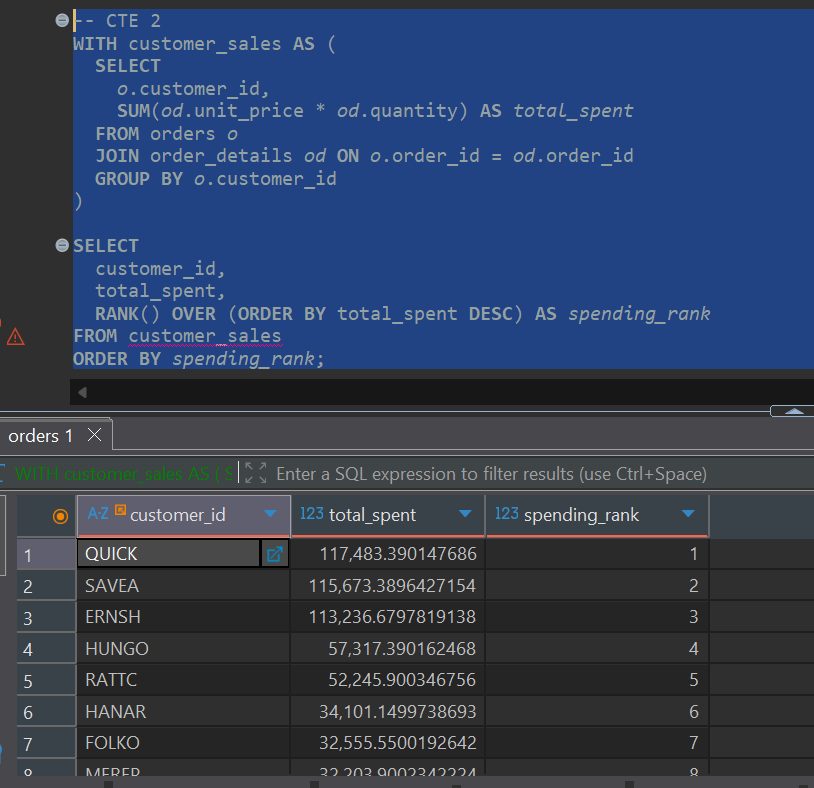 -- CTE 2
WITH customer_sales AS (
SELECT
o.customer_id,
SUM(od.unit_price * od.quantity) AS total_spent
FROM orders o
JOIN order_details od ON o.order_id = od.order_id
GROUP BY o.customer_id
)
SELECT
customer_id,
total_spent,
RANK() OVER (ORDER BY total_spent DESC) AS spending_rank
FROM customer_sales
ORDER BY spending_rank;
orders 1
WITH customer_sales AS ( S Enter a SQL expression to filter results (use Ctrl+Space)
A-Z customer_id 123 total_spent 123 spending_rank
1 QUICK 117,483.390147686 1
2 SAVEA 115,673.3896427154 2
3 ERNSH 113,236.6797819138 3
4 HUNGO 57,317.390162468 4
5 RATTC 52,245.900346756 5
6 HANAR 34,101.1499738693 6
7 FOLKO 32,555.5500192642 7
8 MEREP 32,203.9002342224 8